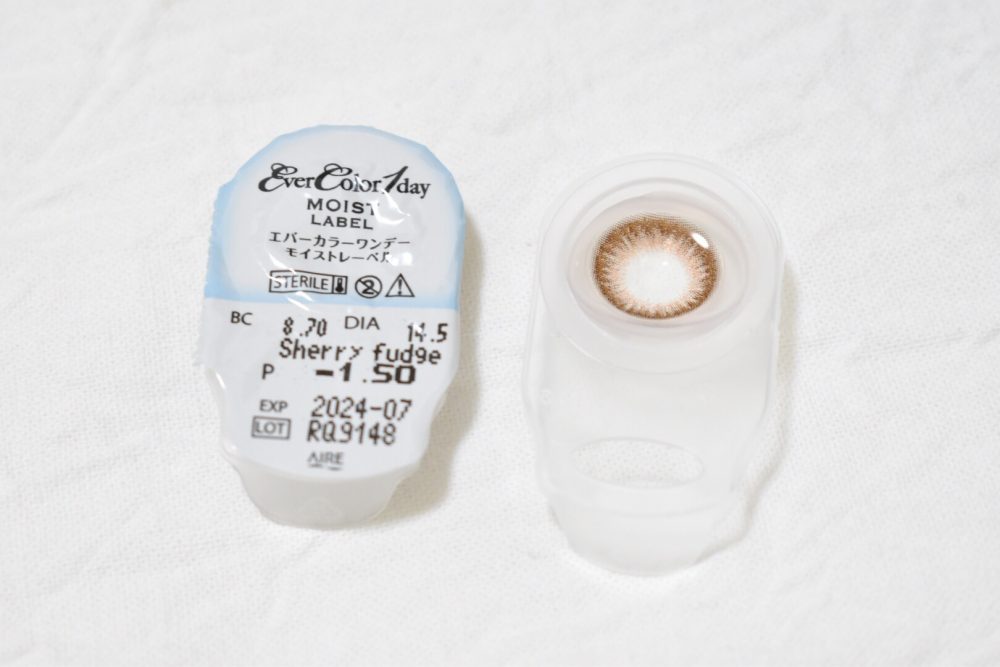 EverColor1day
MOIST
LABEL
エバーカラーワンデー
モイストレーベル
STERILE 2
BC 8.70 DIA 14.5
Sherry fudge
P -1.50
EXP 2024-07
LOT RQ9148
AIRE